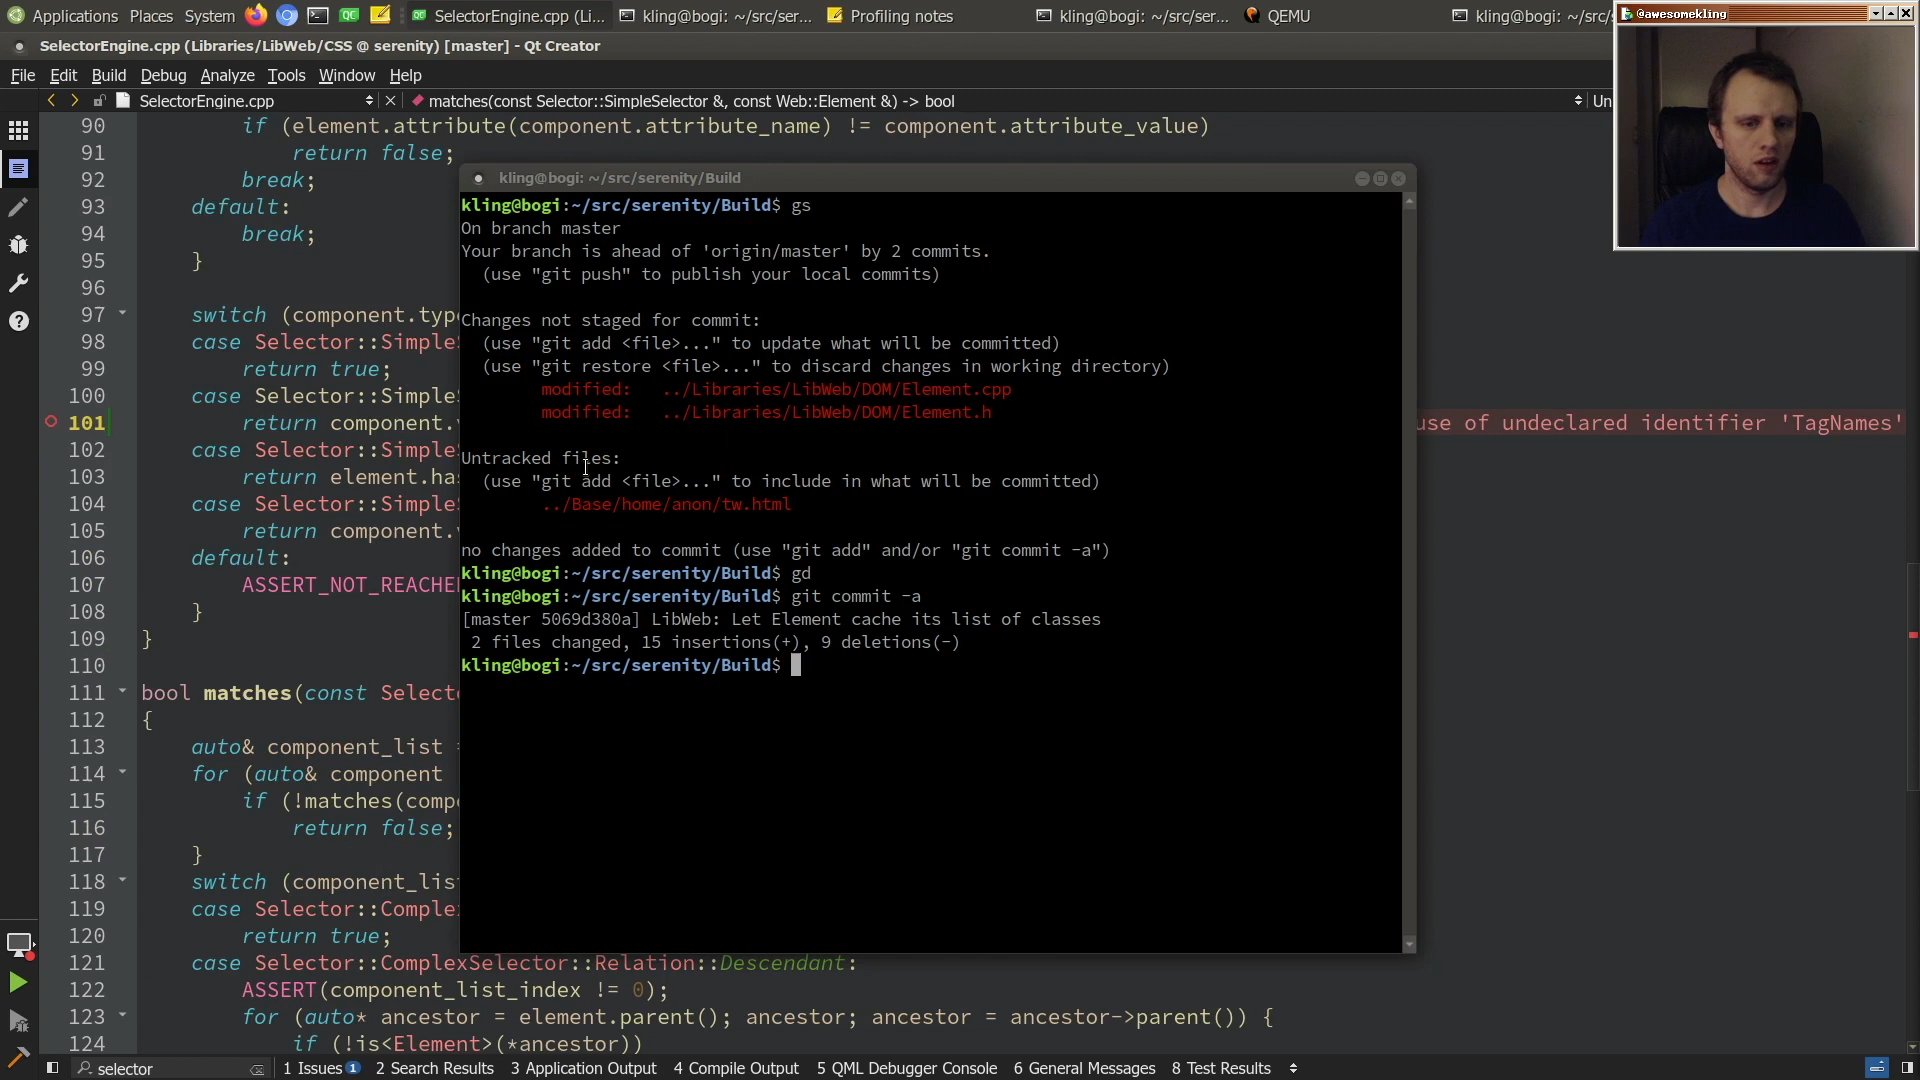 Applications Places System SelectorEngine.cpp (Li... kling@bogi: ~/src/ser... Profiling notes kling@bogi: ~/src/ser... QEMU kling@bogi: ~/src/
@awesomekling
SelectorEngine.cpp (Libraries/LibWeb/CSS @ serenity) [master] - Qt Creator
File Edit Build Debug Analyze Tools Window Help
SelectorEngine.cpp matches(const Selector::SimpleSelector &, const Web::Element &) -> bool Un
90 if (element.attribute(component.attribute_name) != component.attribute_value)
91 return false;
92 break;
93 default:
94 break;
95 }
96
97 switch (component.type
98 case Selector::SimpleS
99 return true;
100 case Selector::SimpleS
101 return component.v
use of undeclared identifier 'TagNames'
102 case Selector::SimpleS
103 return element.has
104 case Selector::SimpleS
105 return component.v
106 default:
107 ASSERT_NOT_REACHE
108 }
109 }
110
111 bool matches(const Select
112 {
113 auto& component_list =
114 for (auto& component
115 if (!matches(comp
116 return false;
117 }
118 switch (component_lis
119 case Selector::Comple
120 return true;
121 case Selector::ComplexSelector::Relation::Descendant:
122 ASSERT(component_list_index != 0);
123 for (auto* ancestor = element.parent(); ancestor; ancestor = ancestor->parent()) {
124 if (!is<Element>(*ancestor))
kling@bogi: ~/src/serenity/Build
kling@bogi:~/src/serenity/Build$ gs
On branch master
Your branch is ahead of 'origin/master' by 2 commits.
(use "git push" to publish your local commits)
Changes not staged for commit:
(use "git add <file>..." to update what will be committed)
(use "git restore <file>..." to discard changes in working directory)
modified: ../Libraries/LibWeb/DOM/Element.cpp
modified: ../Libraries/LibWeb/DOM/Element.h
Untracked files:
(use "git add <file>..." to include in what will be committed)
../Base/home/anon/tw.html
no changes added to commit (use "git add" and/or "git commit -a")
kling@bogi:~/src/serenity/Build$ gd
kling@bogi:~/src/serenity/Build$ git commit -a
[master 5069d380a] LibWeb: Let Element cache its list of classes
2 files changed, 15 insertions(+), 9 deletions(-)
kling@bogi:~/src/serenity/Build$
selector 1 Issues 1 2 Search Results 3 Application Output 4 Compile Output 5 QML Debugger Console 6 General Messages 8 Test Results